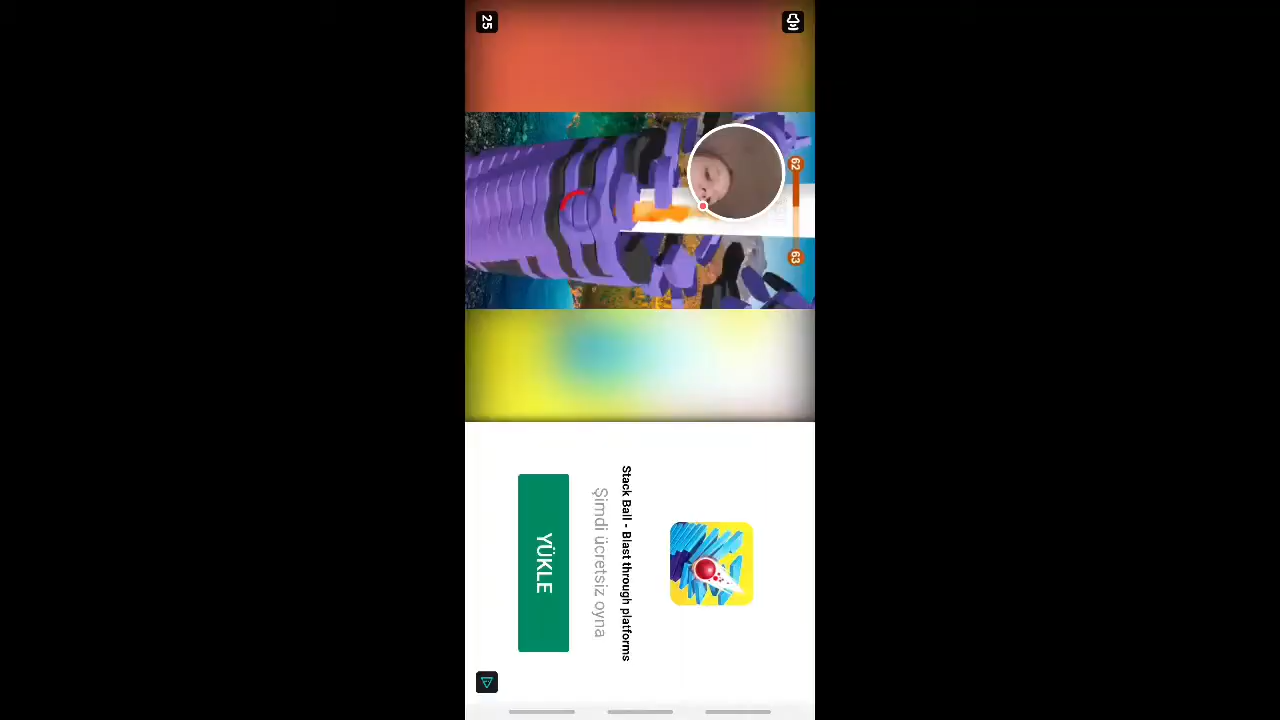 25
62
63
Stack Ball - Blast through platforms
Şimdi ücretsiz oyna
YÜKLE